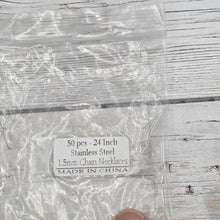 50 pcs - 24 Inch
Stainless Steel
1.5mm Chain Necklaces
MADE IN CHINA